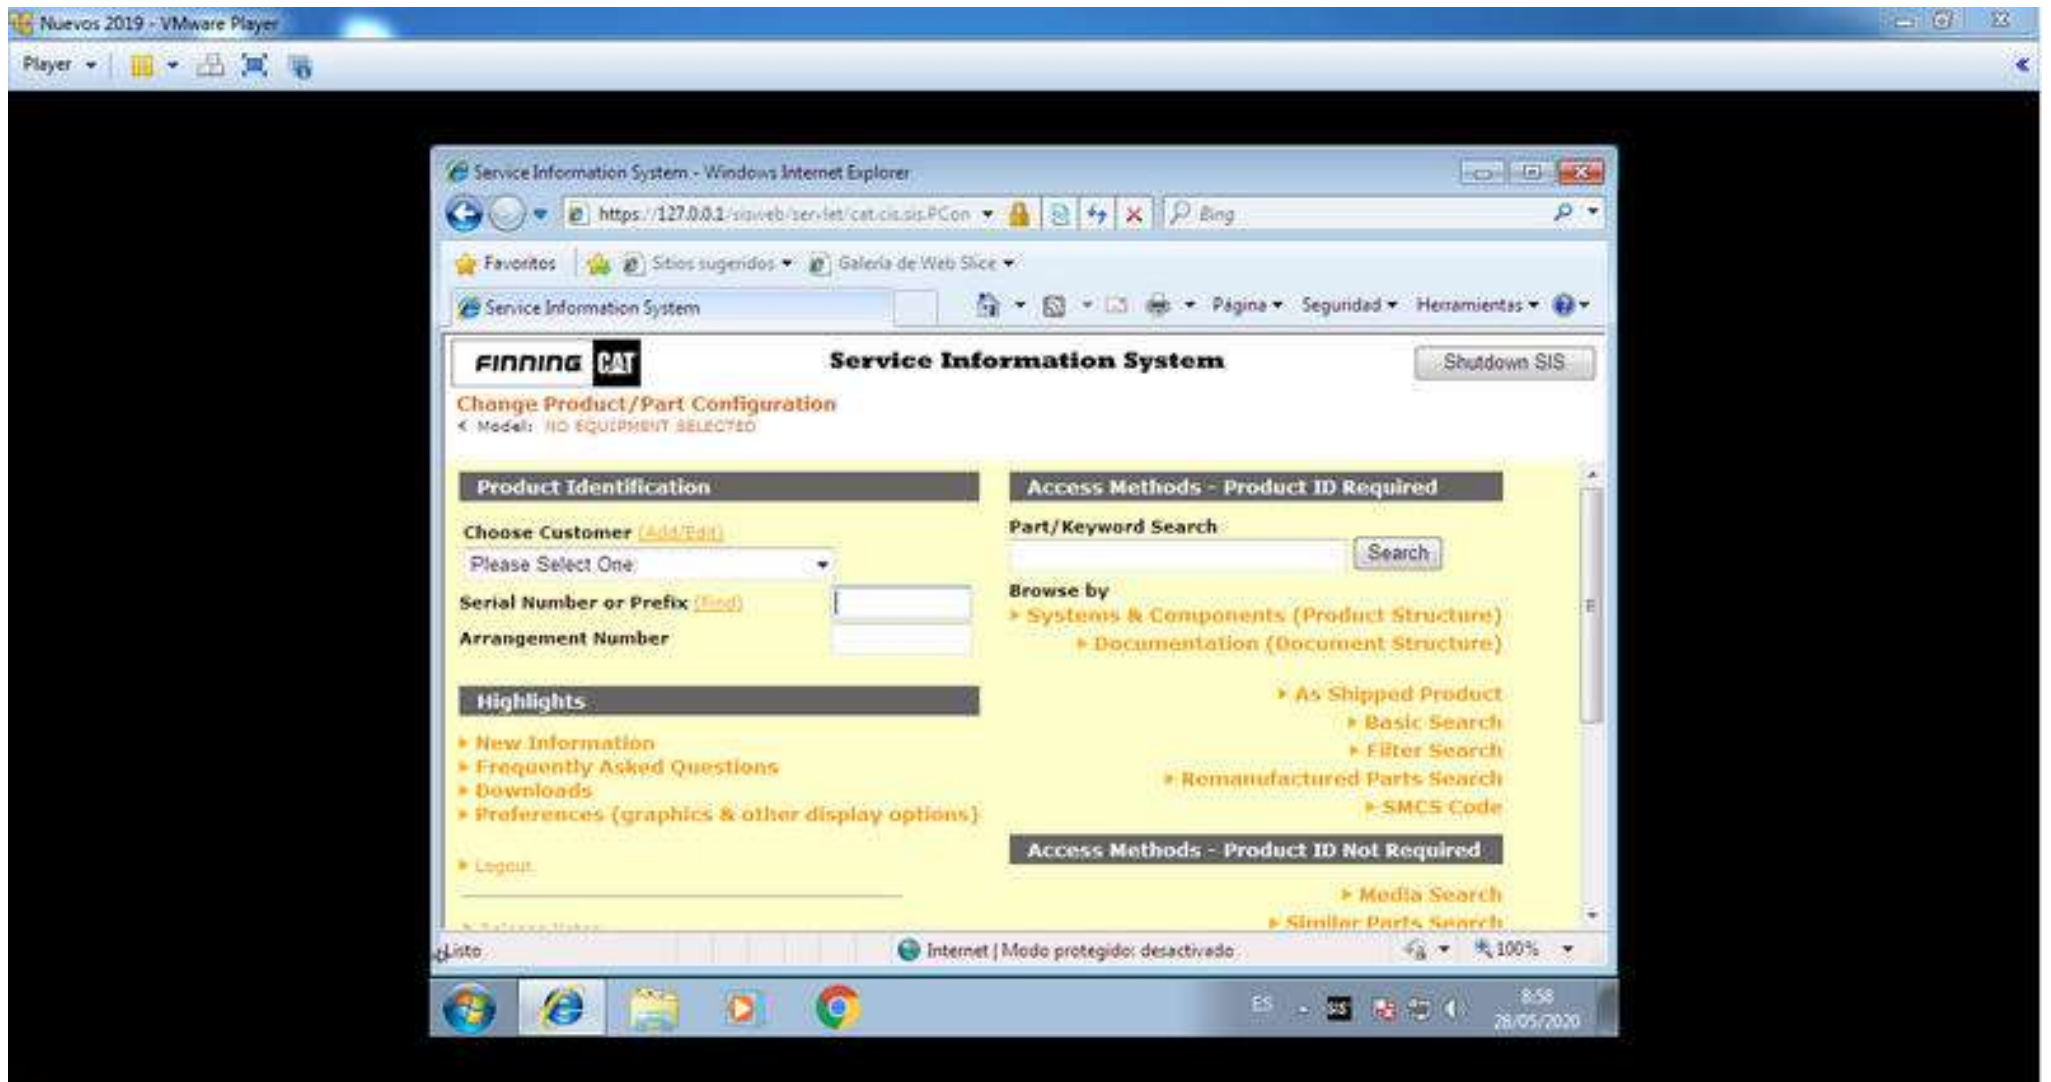 Nuevos 2019 - VMware Player
Player
Service Information System - Windows Internet Explorer
https://127.0.0.1/sisweb/servlet/cat.cis.sis.PCon
Bing
Favoritos
Sitios sugeridos
Galería de Web Slice
Service Information System
Página
Seguridad
Herramientas
FINNING CAT
Service Information System
Shutdown SIS
Change Product/Part Configuration
< Model: NO EQUIPMENT SELECTED
Product Identification
Choose Customer (Add/Edit)
Please Select One:
Serial Number or Prefix (Find)
Arrangement Number
Highlights
New Information
Frequently Asked Questions
Downloads
Preferences (graphics & other display options)
Logout
Release Notes
Access Methods - Product ID Required
Part/Keyword Search
Search
Browse by
Systems & Components (Product Structure)
Documentation (Document Structure)
As Shipped Product
Basic Search
Filter Search
Remanufactured Parts Search
SMCS Code
Access Methods - Product ID Not Required
Media Search
Similar Parts Search
Listo
Internet | Modo protegido: desactivado
100%
ES
SIS
8:58
28/05/2020